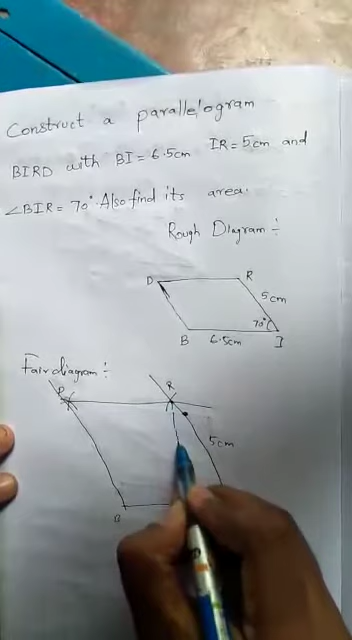 Construct a parallelogram
BIRD with BI = 6.5cm IR = 5cm and
∠BIR = 70°. Also find its area.
Rough Diagram ÷
D R
5cm
70°
B 6.5cm I
Fair diagram ÷
D R
5cm
B